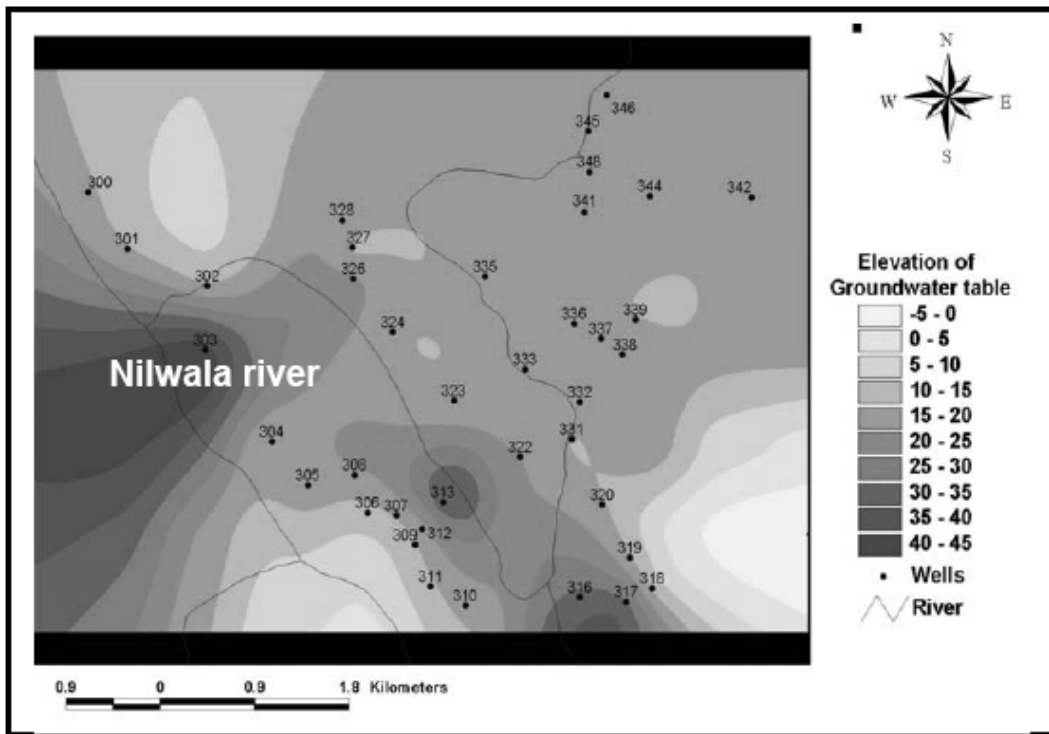 N
W E
S
346
345
348
300
344
342
341
328
301
327
326
335
302
339
336
324
337
303
338
333
Nilwala river
323
332
304
331
322
308
305
313
320
306
307
312
309
319
311
318
316
317
310
Elevation of
Groundwater table
-5 - 0
0 - 5
5 - 10
10 - 15
15 - 20
20 - 25
25 - 30
30 - 35
35 - 40
40 - 45
Wells
River
0.9 0 0.9 1.8 Kilometers